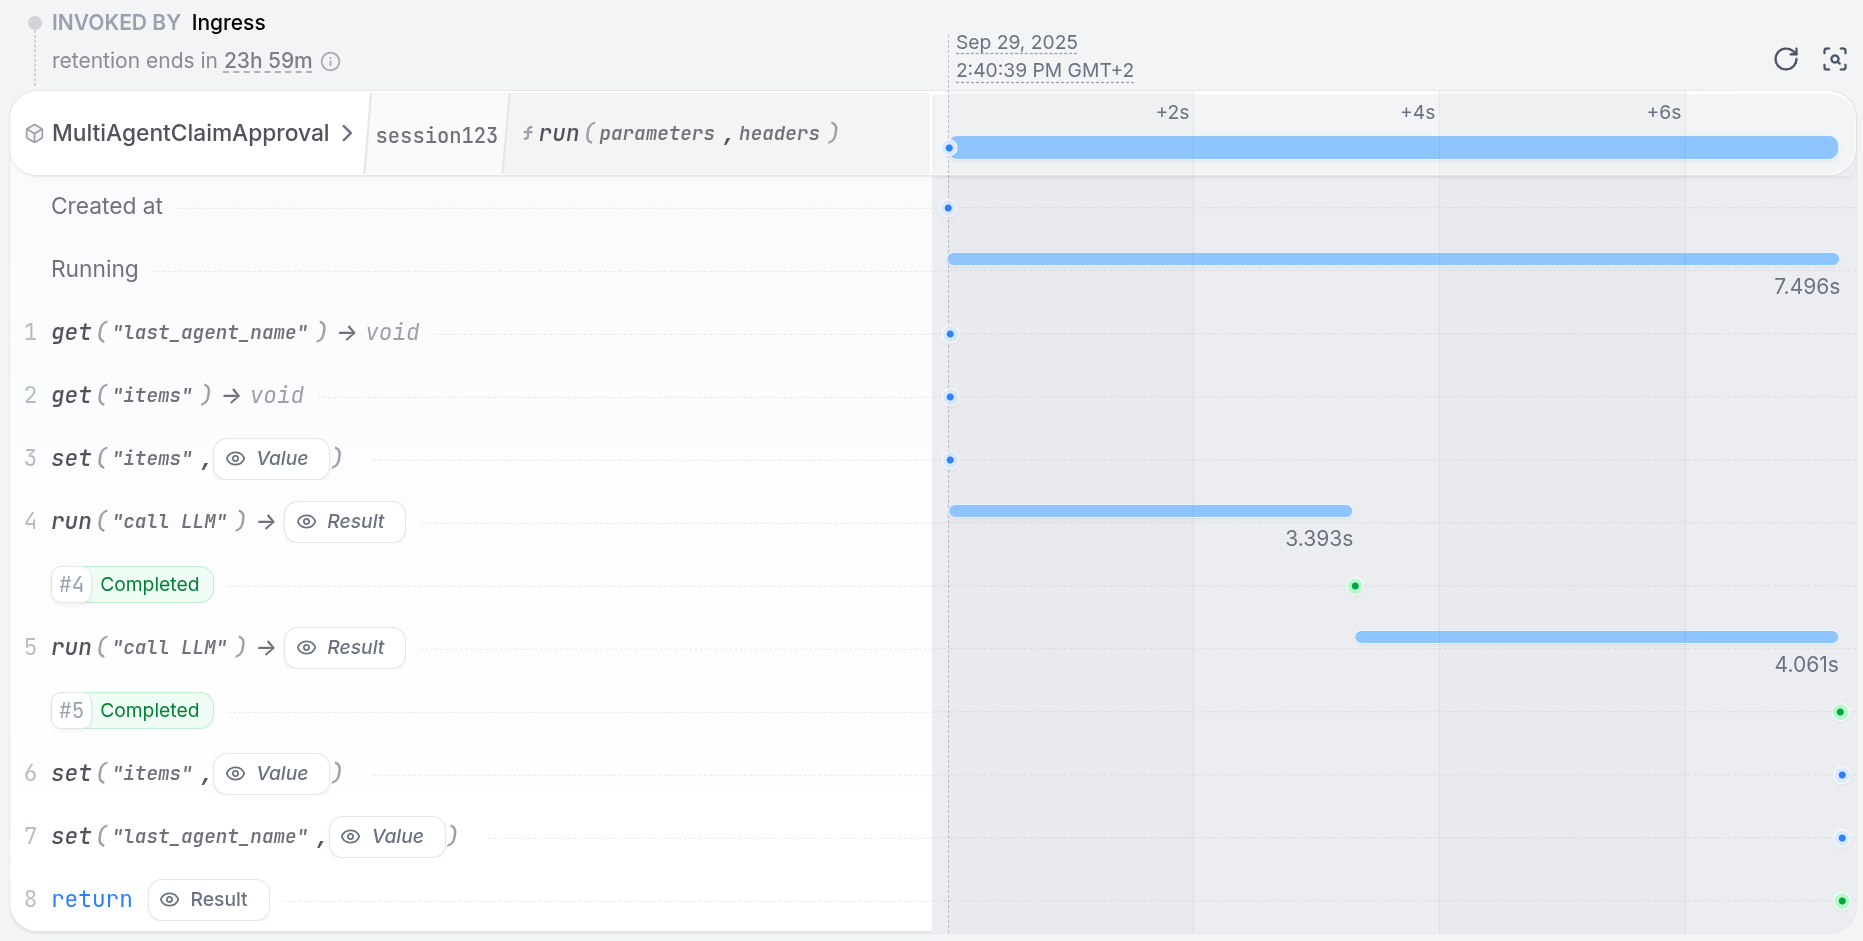 INVOKED BY Ingress
retention ends in 23h 59m
Sep 29, 2025
2:40:39 PM GMT+2
+2s +4s +6s
MultiAgentClaimApproval session123 ƒ run(parameters, headers)
Created at
Running
7.496s
1 get("last_agent_name") → void
2 get("items") → void
3 set("items", Value)
4 run("call LLM") → Result
3.393s
#4 Completed
5 run("call LLM") → Result
4.061s
#5 Completed
6 set("items", Value)
7 set("last_agent_name", Value)
8 return Result